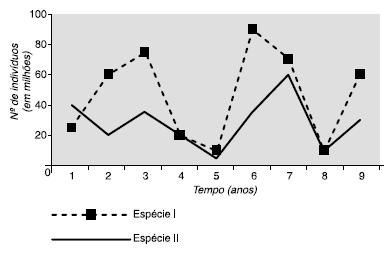 Nº de indivíduos
(em milhões)
100
80
60
40
20
0
1 2 3 4 5 6 7 8 9
Tempo (anos)
Espécie I
Espécie II